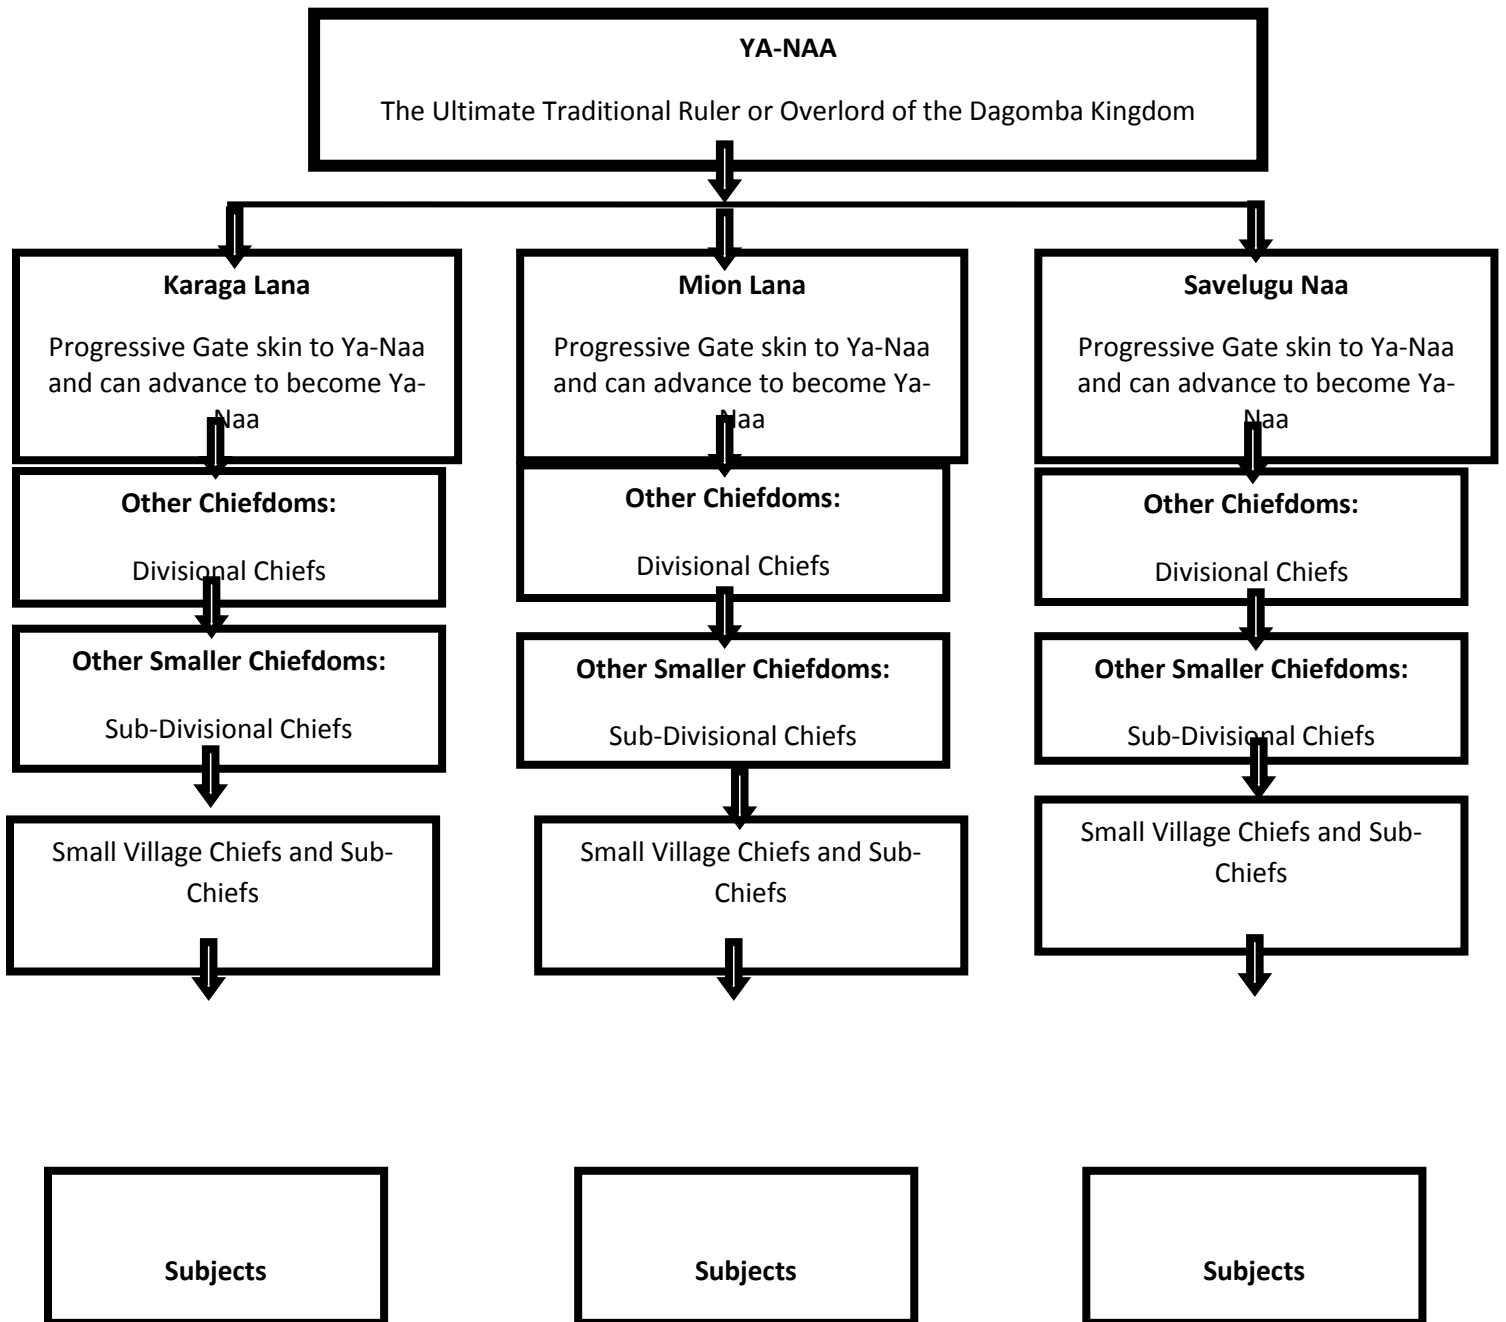 YA-NAA
The Ultimate Traditional Ruler or Overlord of the Dagomba Kingdom
Karaga Lana
Progressive Gate skin to Ya-Naa
and can advance to become Ya-
Naa
Mion Lana
Progressive Gate skin to Ya-Naa
and can advance to become Ya-
Naa
Savelugu Naa
Progressive Gate skin to Ya-Naa
and can advance to become Ya-
Naa
Other Chiefdoms:
Divisional Chiefs
Other Chiefdoms:
Divisional Chiefs
Other Chiefdoms:
Divisional Chiefs
Other Smaller Chiefdoms:
Sub-Divisional Chiefs
Other Smaller Chiefdoms:
Sub-Divisional Chiefs
Other Smaller Chiefdoms:
Sub-Divisional Chiefs
Small Village Chiefs and Sub-
Chiefs
Small Village Chiefs and Sub-
Chiefs
Small Village Chiefs and Sub-
Chiefs
Subjects
Subjects
Subjects